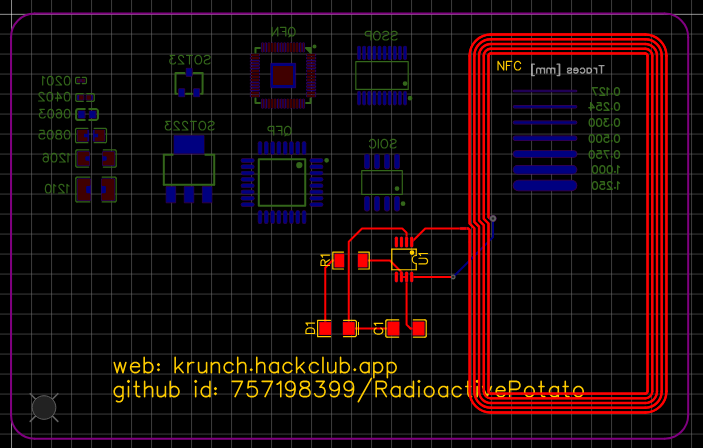 QFN
SSOP
SOT23
NFC
Traces [mm]
0201
0402
0603
0805
1206
1210
0.127
0.254
0.300
0.500
0.750
1.000
1.250
SOT223
QFP
SOIC
R1
U1
D1
C1
web: krunch.hackclub.app
github id: 757198399/RadioactivePotato